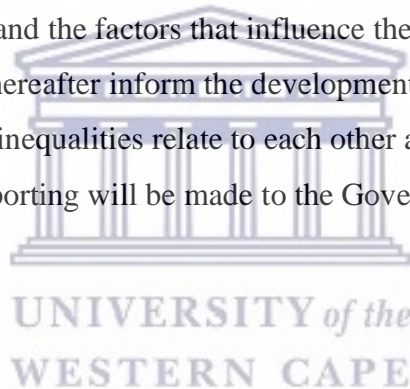 and the factors that influence the
hereafter inform the development
inequalities relate to each other a
porting will be made to the Gove
UNIVERSITY of the
WESTERN CAPE